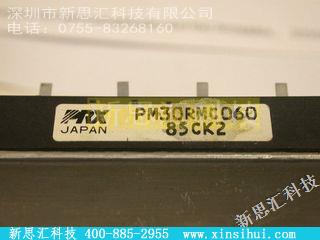 深圳市新思汇科技有限公司
电话：0755-83268160
PRX
JAPAN
PM30RMC060
85CK2
新思汇科技
新思汇科技 400-885-2955 www.xinsihui.com